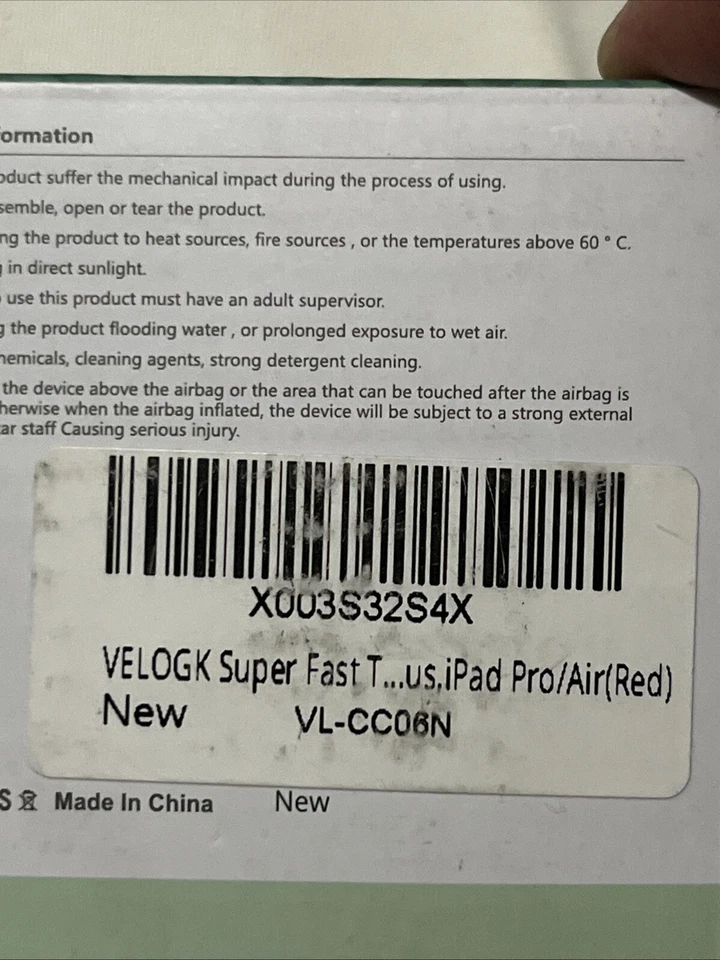 ormation
oduct suffer the mechanical impact during the process of using.
semble, open or tear the product.
ng the product to heat sources, fire sources , or the temperatures above 60 ° C.
g in direct sunlight.
o use this product must have an adult supervisor.
g the product flooding water , or prolonged exposure to wet air.
hemicals, cleaning agents, strong detergent cleaning.
the device above the airbag or the area that can be touched after the airbag is
herwise when the airbag inflated, the device will be subject to a strong external
ar staff Causing serious injury.
X003S32S4X
VELOGK Super Fast T...us,iPad Pro/Air(Red)
New VL-CC06N
S Made In China New